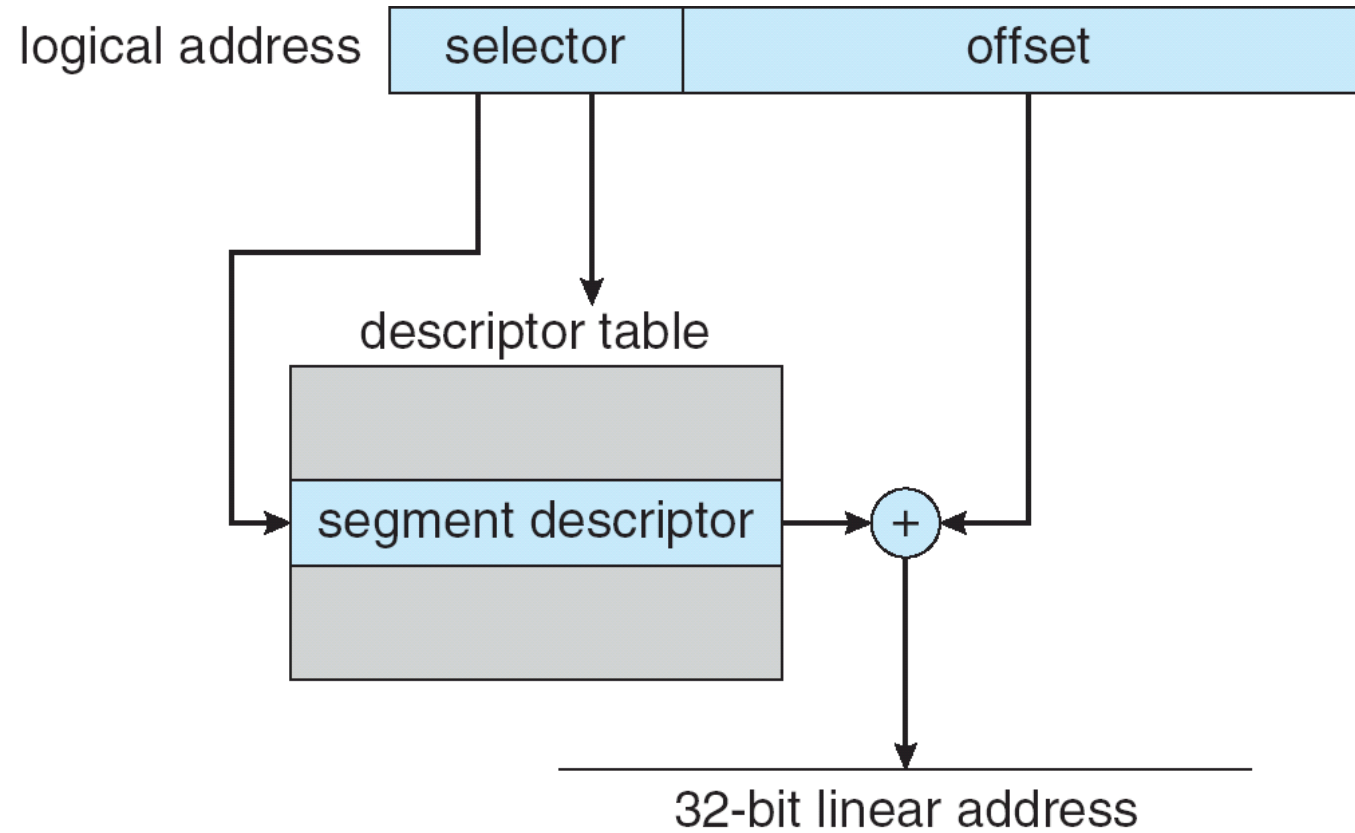 logical address
selector
offset
descriptor table
segment descriptor
+
32-bit linear address